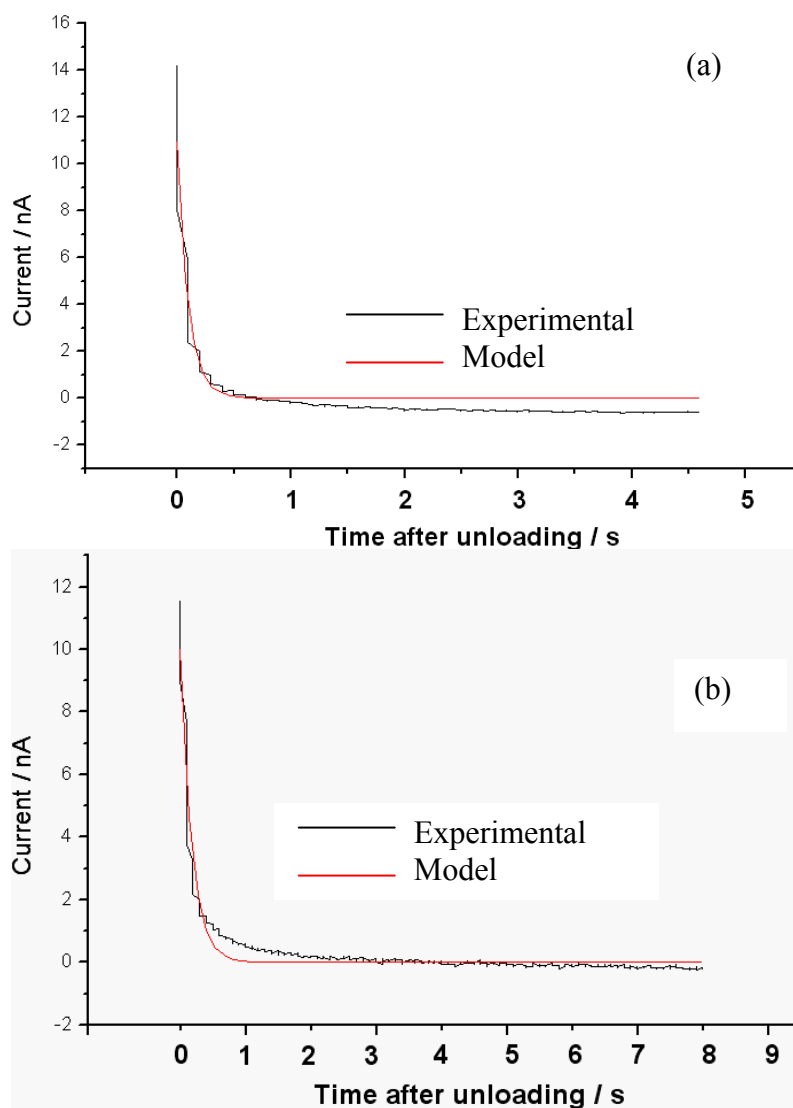 16
14
12
10
8
6
4
2
0
-2
Current / nA
(a)
Experimental
Model
0 1 2 3 4 5
Time after unloading / s
12
10
8
6
4
2
0
-2
Current / nA
(b)
Experimental
Model
0 1 2 3 4 5 6 7 8 9
Time after unloading / s